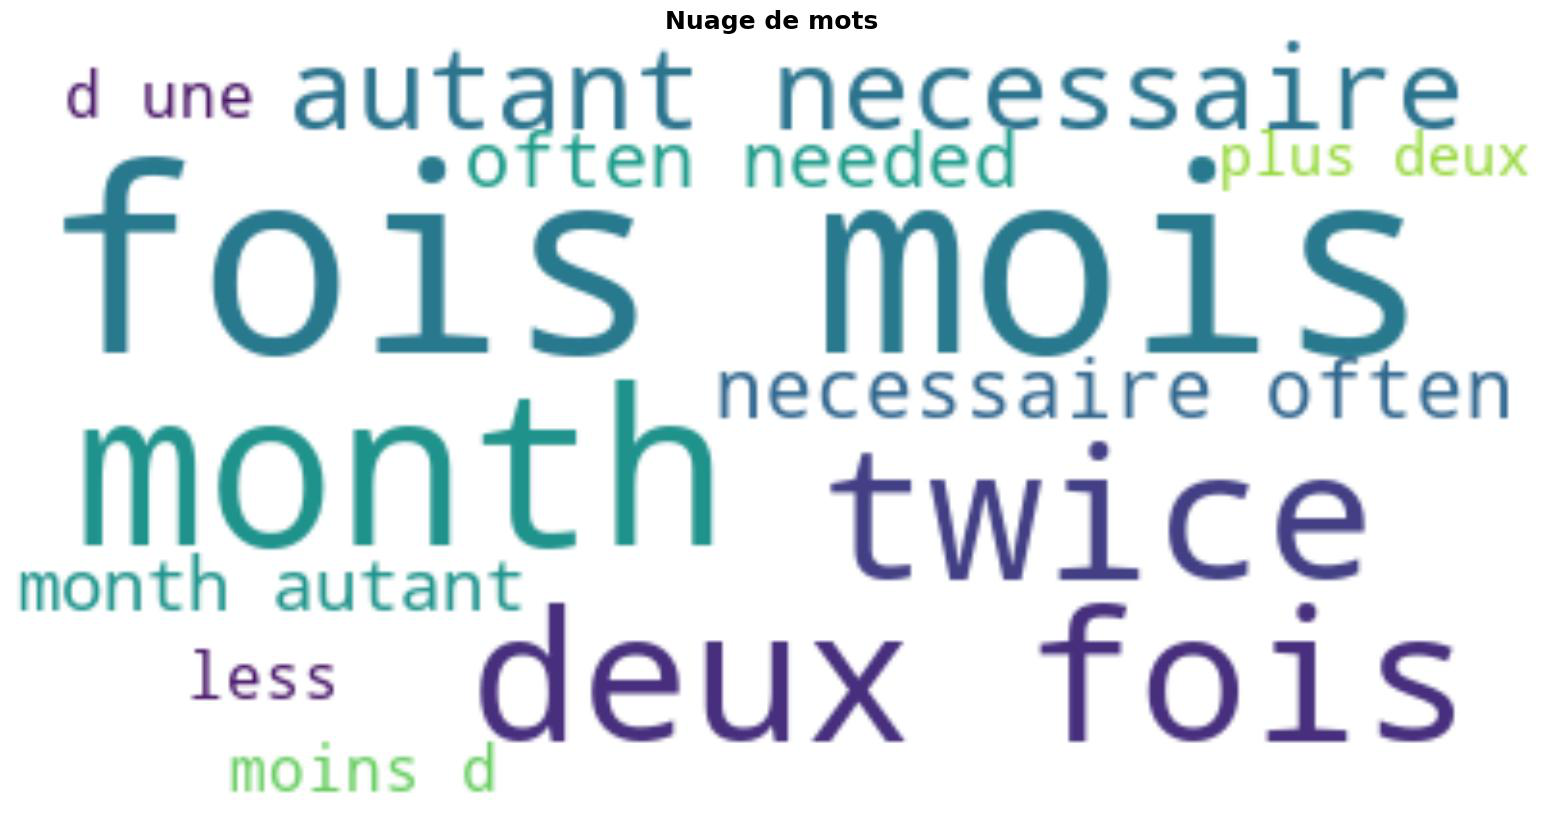 Nuage de mots
d une
autant necessaire
often needed
plus deux
fois mois
necessaire often
month
twice
month autant
less
deux fois
moins d